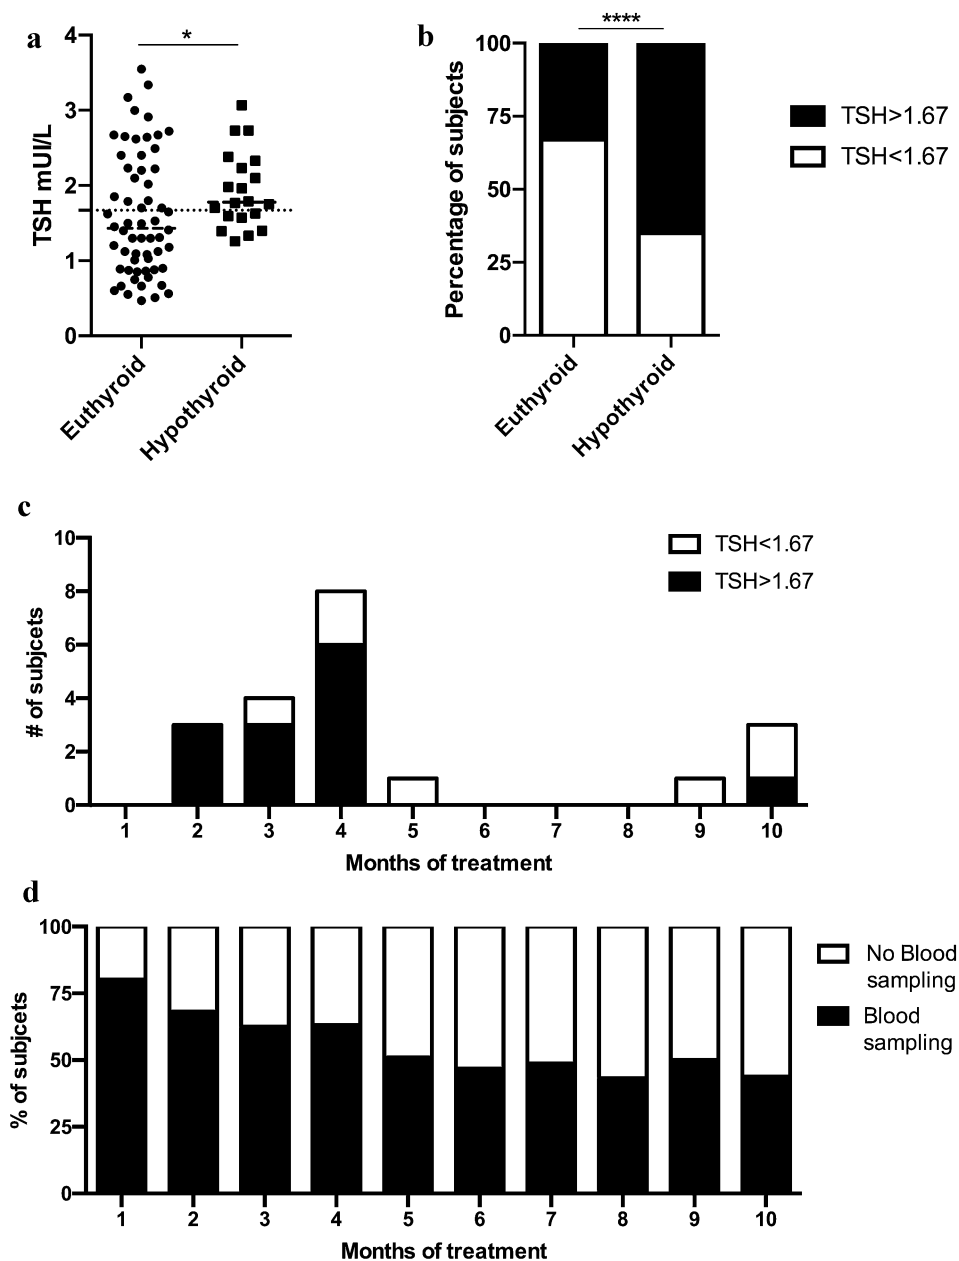 a
*
4
3
2
1
0
TSH mUI/L
Euthyroid
Hypothyroid
b
****
100
75
50
25
0
Percentage of subjects
Euthyroid
Hypothyroid
TSH>1.67
TSH<1.67
c
10
8
6
4
2
0
# of subjcets
TSH<1.67
TSH>1.67
1 2 3 4 5 6 7 8 9 10
Months of treatment
d
100
75
50
25
0
% of subjcets
No Blood
sampling
Blood
sampling
1 2 3 4 5 6 7 8 9 10
Months of treatment